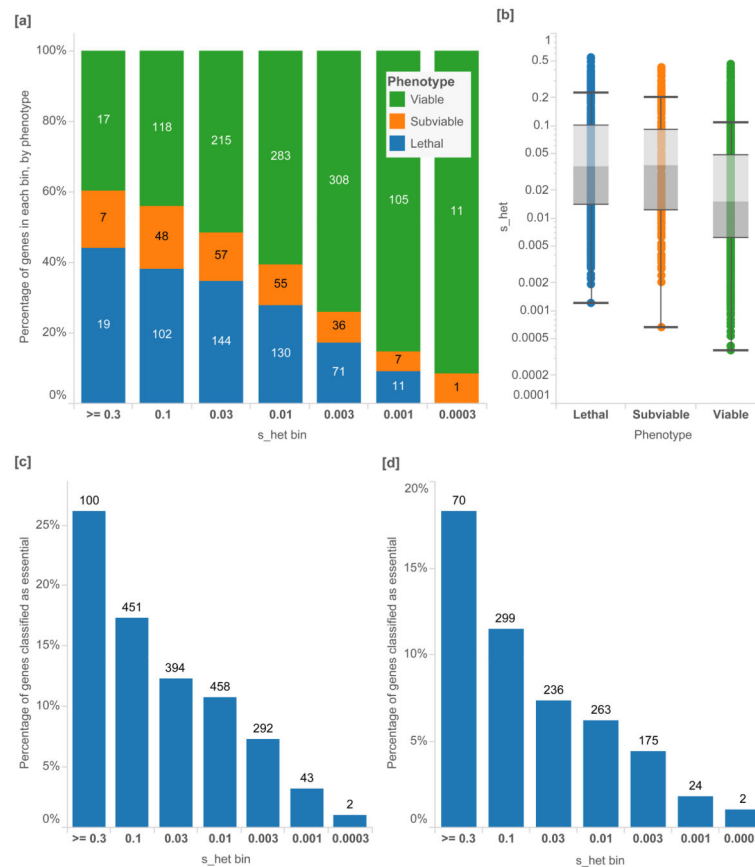 [a]
Percentage of genes in each bin, by phenotype
100%
80%
60%
40%
20%
0%
Phenotype
Viable
Subviable
Lethal
17 118 215 283 308 105 11
7 48 57 55 36 7 1
19 102 144 130 71 11
>= 0.3 0.1 0.03 0.01 0.003 0.001 0.0003
s_het bin
[b]
s_het
1
0.5
0.2
0.1
0.05
0.02
0.01
0.005
0.002
0.001
0.0005
0.0002
0.0001
Lethal Subviable Viable
Phenotype
[c]
Percentage of genes classified as essential
25%
20%
15%
10%
5%
0%
100 451 394 458 292 43 2
>= 0.3 0.1 0.03 0.01 0.003 0.001 0.0003
s_het bin
[d]
Percentage of genes classified as essential
20%
15%
10%
5%
0%
70 299 236 263 175 24 2
>= 0.3 0.1 0.03 0.01 0.003 0.001 0.000
s_het bin